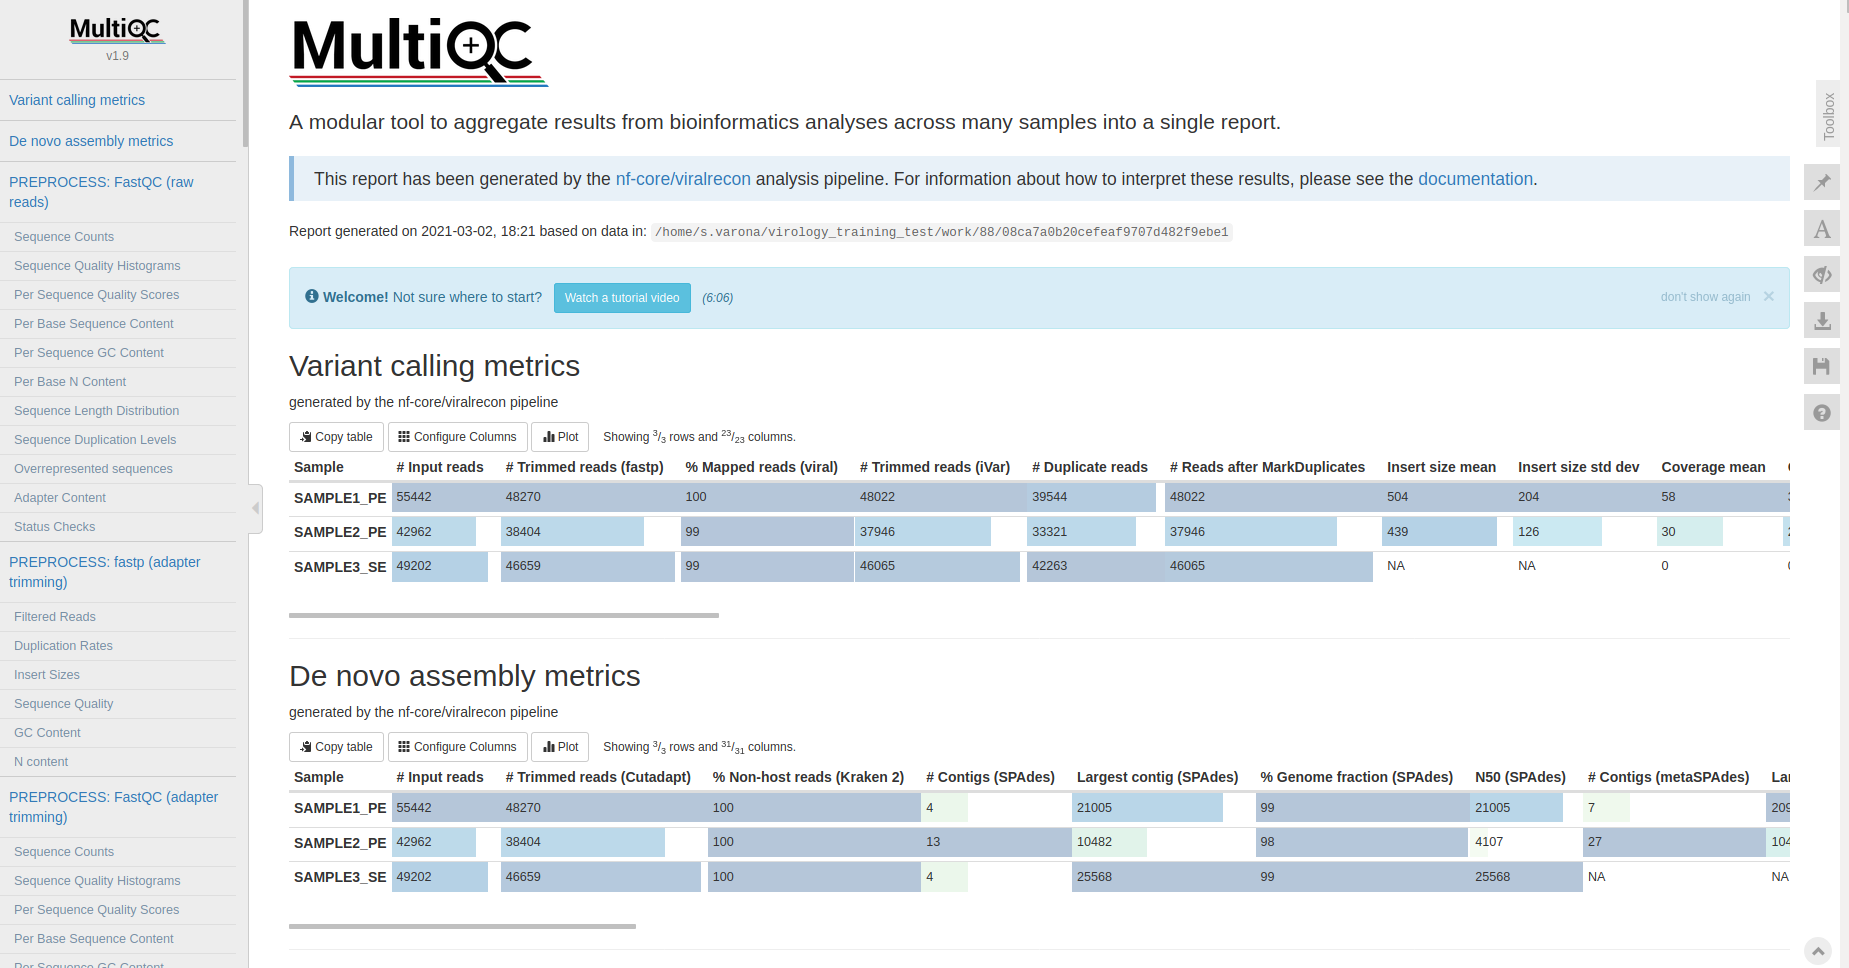 MultiQC
v1.9
Variant calling metrics
De novo assembly metrics
PREPROCESS: FastQC (raw
reads)
Sequence Counts
Sequence Quality Histograms
Per Sequence Quality Scores
Per Base Sequence Content
Per Sequence GC Content
Per Base N Content
Sequence Length Distribution
Sequence Duplication Levels
Overrepresented sequences
Adapter Content
Status Checks
PREPROCESS: fastp (adapter
trimming)
Filtered Reads
Duplication Rates
Insert Sizes
Sequence Quality
GC Content
N content
PREPROCESS: FastQC (adapter
trimming)
Sequence Counts
Sequence Quality Histograms
Per Sequence Quality Scores
Per Base Sequence Content
Per Sequence GC Content
MultiQC
A modular tool to aggregate results from bioinformatics analyses across many samples into a single report.
This report has been generated by the nf-core/viralrecon analysis pipeline. For information about how to interpret these results, please see the documentation.
Report generated on 2021-03-02, 18:21 based on data in: /home/s.varona/virology_training_test/work/88/08ca7a0b20cefeaf9707d482f9ebe1
Welcome! Not sure where to start? Watch a tutorial video (6:06) don't show again ×
Variant calling metrics
generated by the nf-core/viralrecon pipeline
Copy table Configure Columns Plot Showing 3/3 rows and 23/23 columns.
Sample # Input reads # Trimmed reads (fastp) % Mapped reads (viral) # Trimmed reads (iVar) # Duplicate reads # Reads after MarkDuplicates Insert size mean Insert size std dev Coverage mean
SAMPLE1_PE 55442 48270 100 48022 39544 48022 504 204 58
SAMPLE2_PE 42962 38404 99 37946 33321 37946 439 126 30
SAMPLE3_SE 49202 46659 99 46065 42263 46065 NA NA 0
De novo assembly metrics
generated by the nf-core/viralrecon pipeline
Copy table Configure Columns Plot Showing 3/3 rows and 31/31 columns.
Sample # Input reads # Trimmed reads (Cutadapt) % Non-host reads (Kraken 2) # Contigs (SPAdes) Largest contig (SPAdes) % Genome fraction (SPAdes) N50 (SPAdes) # Contigs (metaSPAdes) Lar
SAMPLE1_PE 55442 48270 100 4 21005 99 21005 7 209
SAMPLE2_PE 42962 38404 100 13 10482 98 4107 27 104
SAMPLE3_SE 49202 46659 100 4 25568 99 25568 NA NA
Toolbox
A